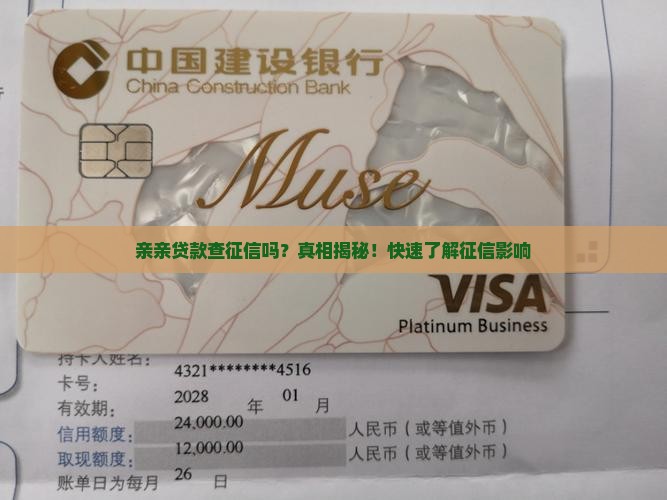 中国建设银行
China Construction Bank
Muse
亲亲贷款查征信吗？真相揭秘！快速了解征信影响
VISA
Platinum Business
持卡人姓名：
卡号： 4321********4516
有效期： 2028 年 01 月
信用额度： 24,000.00 人民币（或等值外币）
取现额度： 12,000.00 人民币（或等值外币）
账单日为每月 26 日